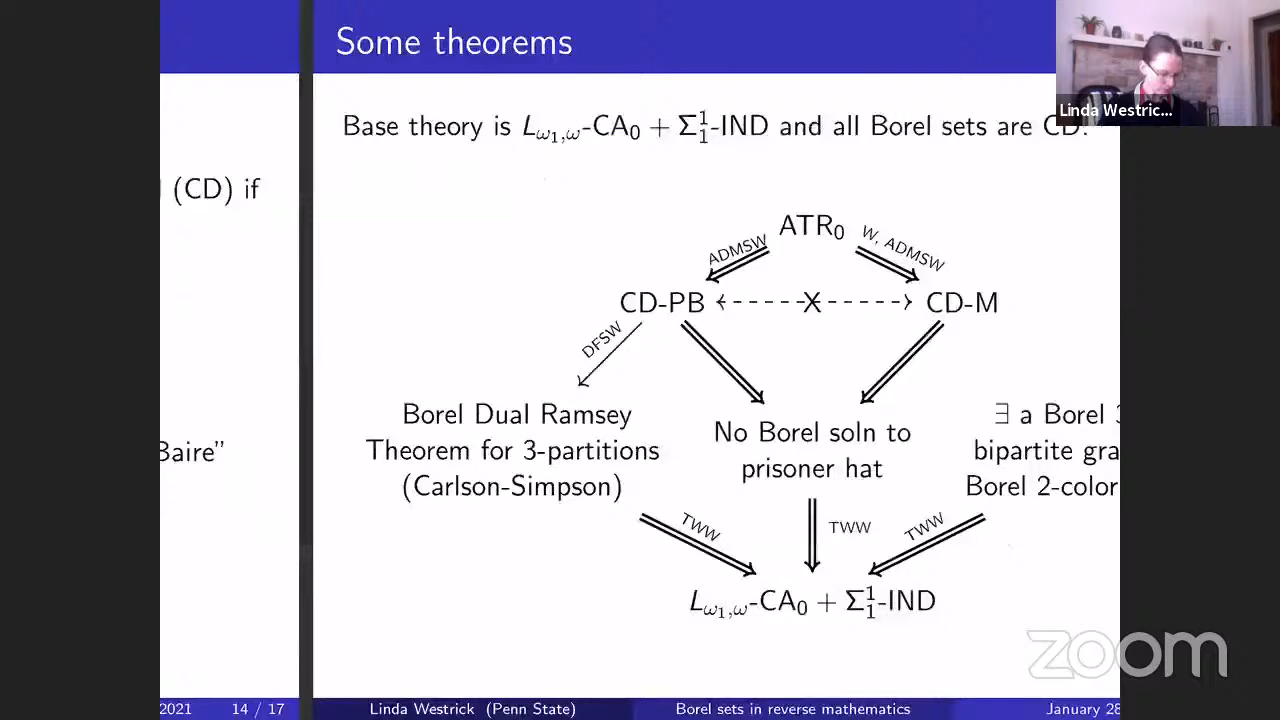 Some theorems
Linda Westric...
Base theory is L_{ω₁,ω}-CA₀ + Σ¹₁-IND and all Borel sets are CD.
(CD) if
ATR₀
ADMSW
W, ADMSW
CD-PB
X
CD-M
DFSW
Borel Dual Ramsey
Theorem for 3-partitions
(Carlson-Simpson)
No Borel soln to
prisoner hat
∃ a Borel
bipartite
Borel 2-color
Baire”
TWW
TWW
TWW
L_{ω₁,ω}-CA₀ + Σ¹₁-IND
zoom
2021 14 / 17
Linda Westrick (Penn State)
Borel sets in reverse mathematics
January 28